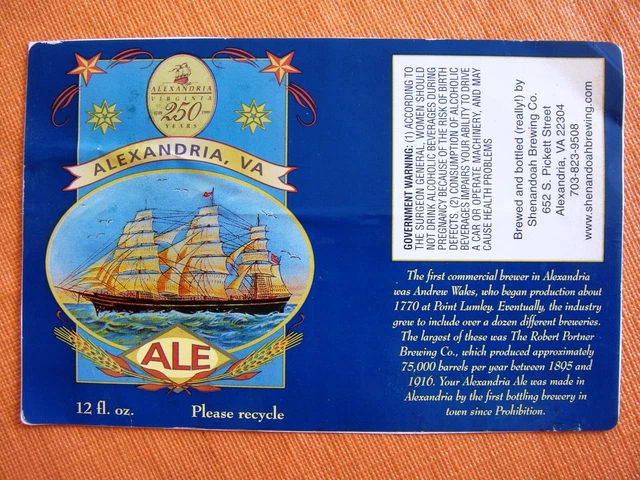 ALEXANDRIA
VIRGINIA
250
YEARS
ALEXANDRIA, VA
ALE
12 fl. oz.
Please recycle
GOVERNMENT WARNING: (1) ACCORDING TO
THE SURGEON GENERAL, WOMEN SHOULD
NOT DRINK ALCOHOLIC BEVERAGES DURING
PREGNANCY BECAUSE OF THE RISK OF BIRTH
DEFECTS. (2) CONSUMPTION OF ALCOHOLIC
BEVERAGES IMPAIRS YOUR ABILITY TO DRIVE
A CAR OR OPERATE MACHINERY, AND MAY
CAUSE HEALTH PROBLEMS
Brewed and bottled (really!) by
Shenandoah Brewing Co.
652 S. Pickett Street
Alexandria, VA 22304
703-823-9508
www.shenandoahbrewing.com
The first commercial brewer in Alexandria
was Andrew Wales, who began production about
1770 at Point Lumley. Eventually, the industry
grew to include over a dozen different breweries.
The largest of these was The Robert Portner
Brewing Co., which produced approximately
75,000 barrels per year between 1895 and
1916. Your Alexandria Ale was made in
Alexandria by the first bottling brewery in
town since Prohibition.